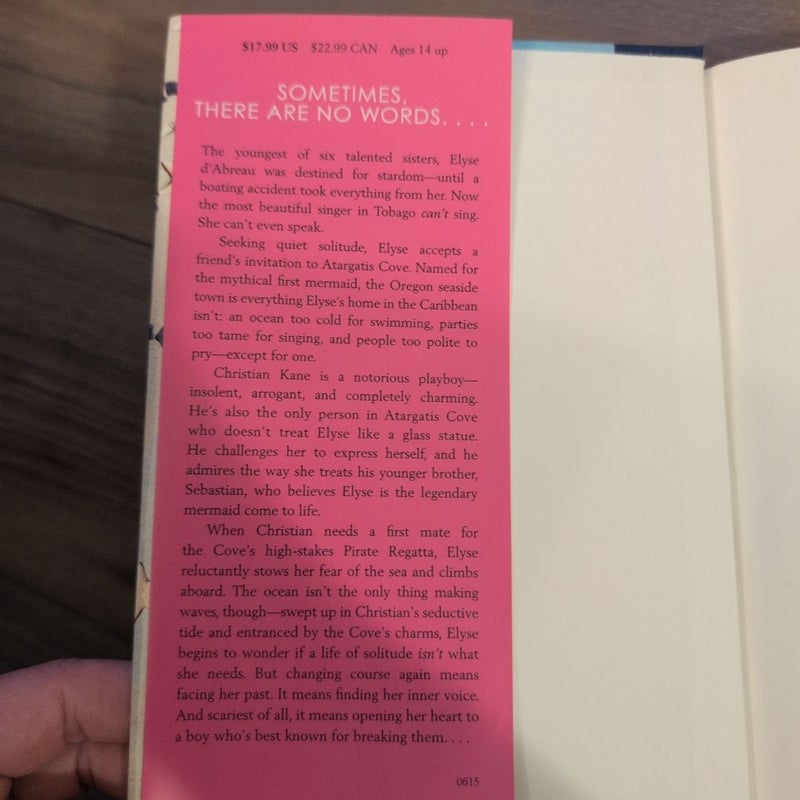 $17.99 US $22.99 CAN Ages 14 up
SOMETIMES,
THERE ARE NO WORDS. . . .
The youngest of six talented sisters, Elyse
d'Abreau was destined for stardom—until a
boating accident took everything from her. Now
the most beautiful singer in Tobago can't sing.
She can't even speak.
Seeking quiet solitude, Elyse accepts a
friend's invitation to Atargatis Cove. Named for
the mythical first mermaid, the Oregon seaside
town is everything Elyse's home in the Caribbean
isn't: an ocean too cold for swimming, parties
too tame for singing, and people too polite to
pry—except for one.
Christian Kane is a notorious playboy—
insolent, arrogant, and completely charming.
He's also the only person in Atargatis Cove
who doesn't treat Elyse like a glass statue.
He challenges her to express herself, and he
admires the way she treats his younger brother,
Sebastian, who believes Elyse is the legendary
mermaid come to life.
When Christian needs a first mate for
the Cove's high-stakes Pirate Regatta, Elyse
reluctantly stows her fear of the sea and climbs
aboard. The ocean isn't the only thing making
waves, though—swept up in Christian's seductive
tide and entranced by the Cove's charms, Elyse
begins to wonder if a life of solitude isn't what
she needs. But changing course again means
facing her past. It means finding her inner voice.
And scariest of all, it means opening her heart to
a boy who's best known for breaking them. . . .
0615